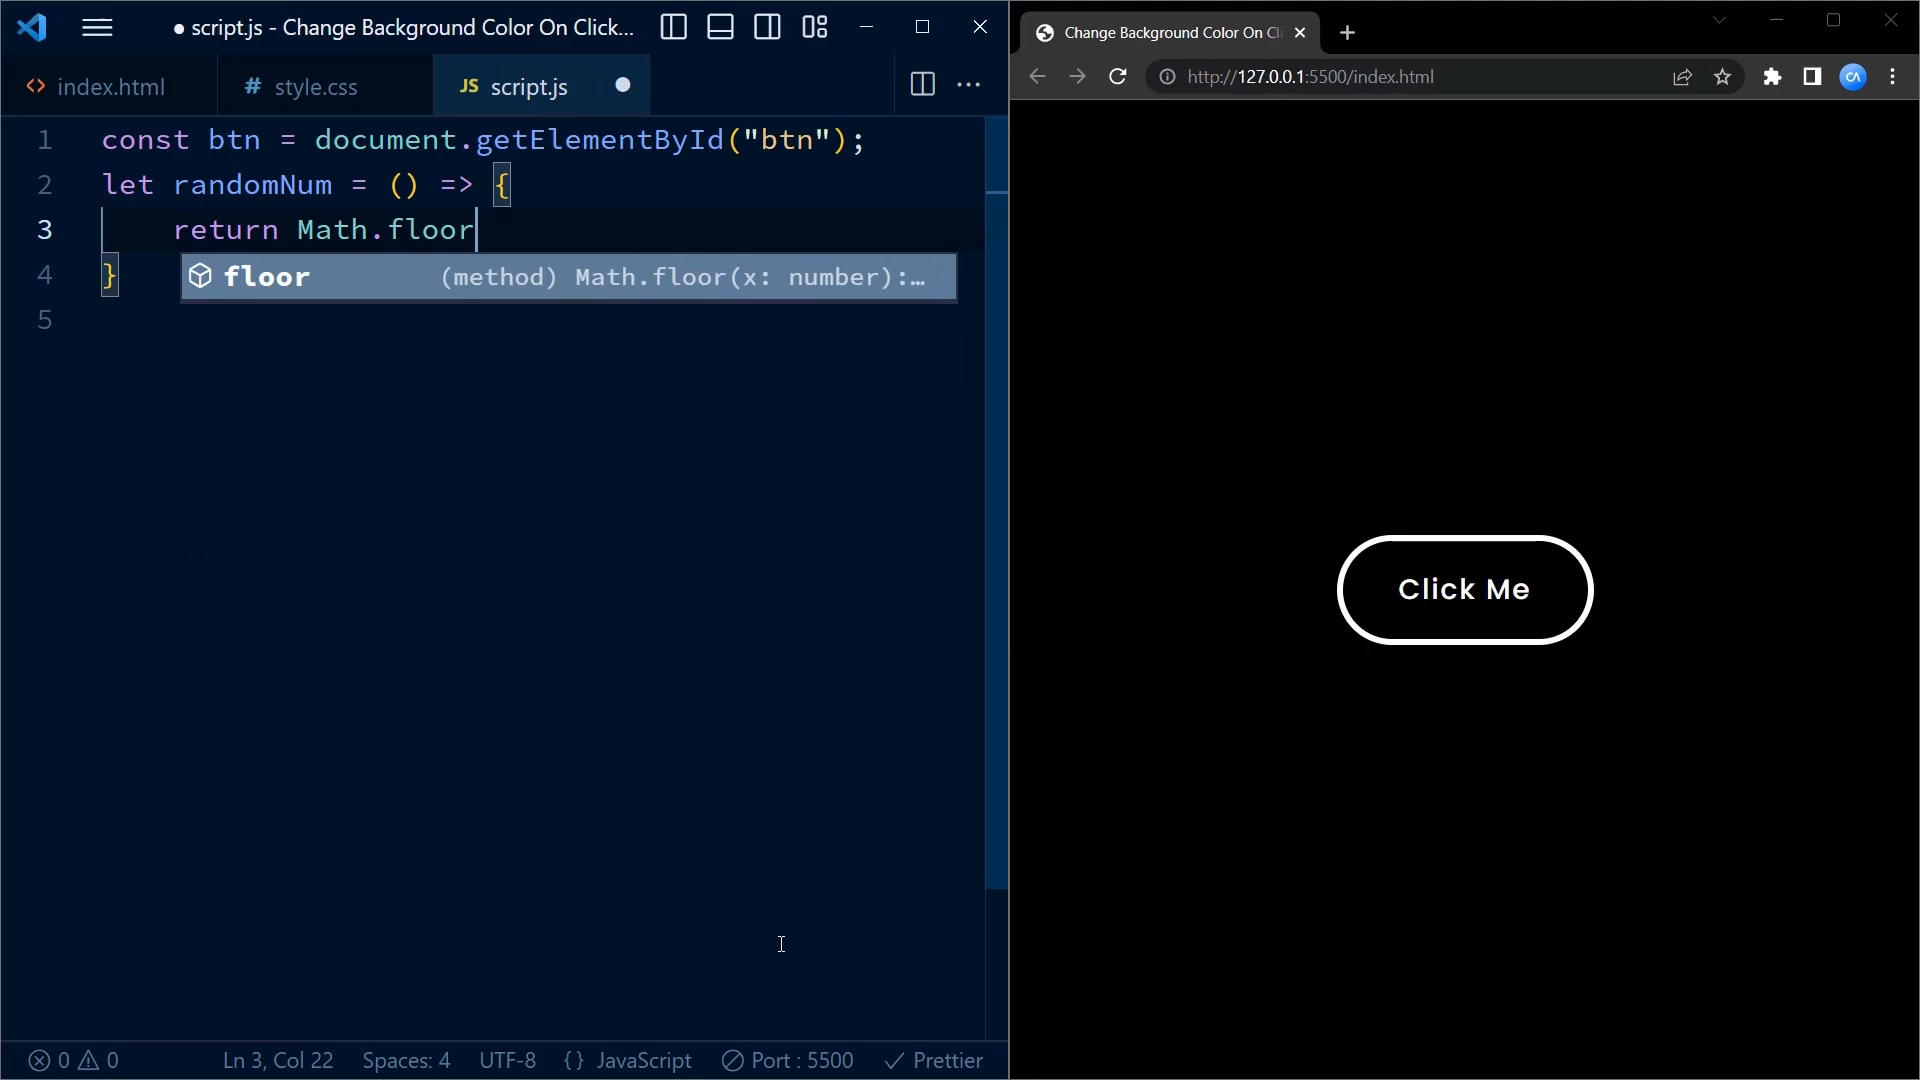 ● script.js - Change Background Color On Click...
index.html
style.css
JS script.js
1 const btn = document.getElementById("btn");
2 let randomNum = () => {
3 return Math.floor
floor (method) Math.floor(x: number):…
4 }
5
0 0 Ln 3, Col 22 Spaces: 4 UTF-8 {} JavaScript Port : 5500 Prettier
Change Background Color On Cli
http://127.0.0.1:5500/index.html
CA
Click Me